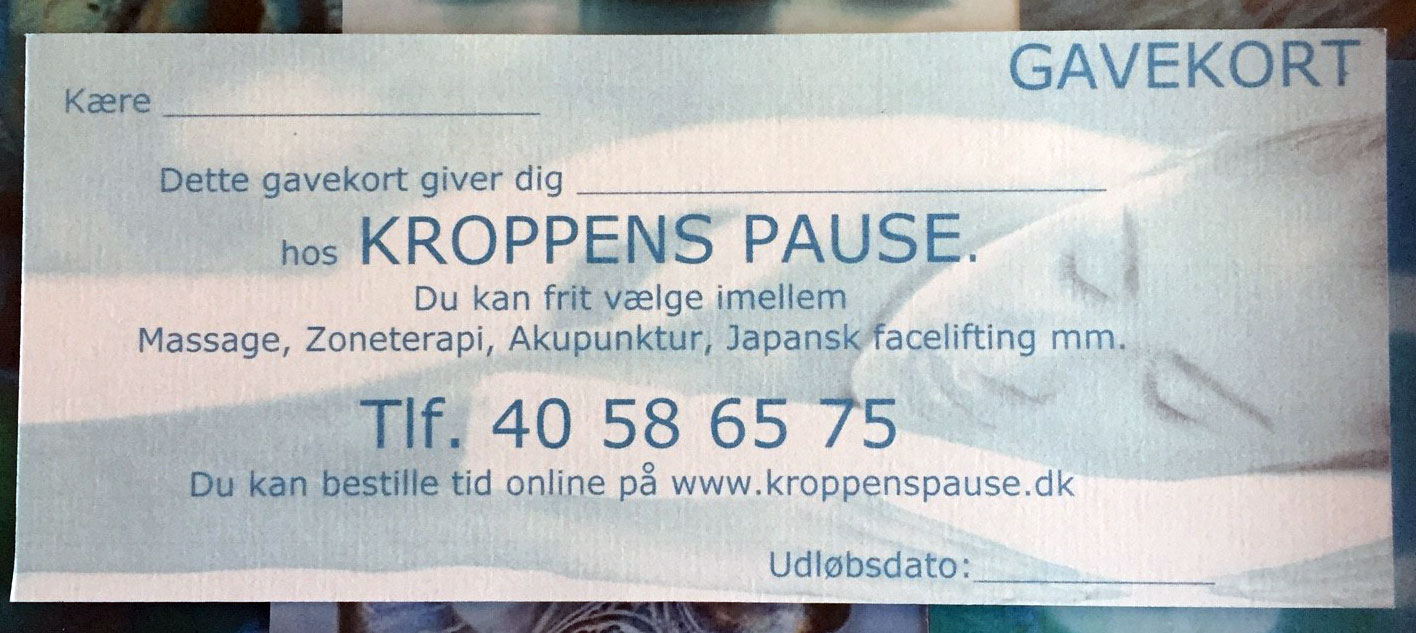 GAVEKORT
Kære
Dette gavekort giver dig
hos KROPPENS PAUSE.
Du kan frit vælge imellem
Massage, Zoneterapi, Akupunktur, Japansk facelifting mm.
Tlf. 40 58 65 75
Du kan bestille tid online på www.kroppenspause.dk
Udløbsdato: